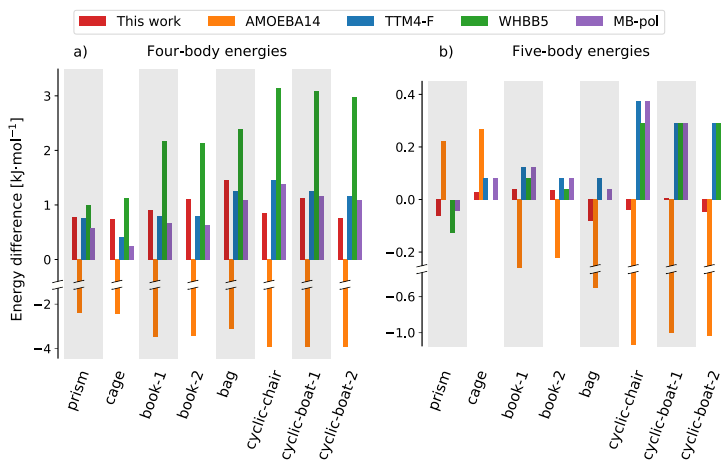 This work AMOEBA14 TTM4-F WHBB5 MB-pol
a) Four-body energies
b) Five-body energies
Energy difference [kJ·mol⁻¹]
3
2
1
0
−2
−4
prism
cage
book-1
book-2
bag
cyclic-chair
cyclic-boat-1
cyclic-boat-2
0.4
0.2
0.0
−0.2
−0.6
−1.0
prism
cage
book-1
book-2
bag
cyclic-chair
cyclic-boat-1
cyclic-boat-2